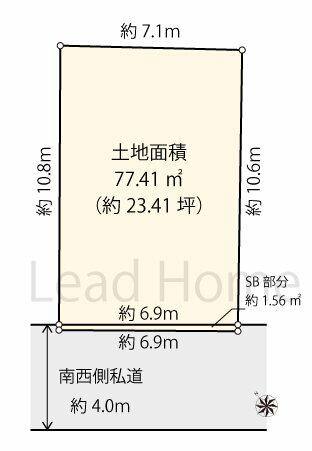 約 7.1m
約 10.8m
土地面積
77.41 ㎡
（約 23.41 坪）
約 10.6m
Lead Home
SB 部分
約 1.56 ㎡
約 6.9m
約 6.9m
南西側私道
約 4.0m